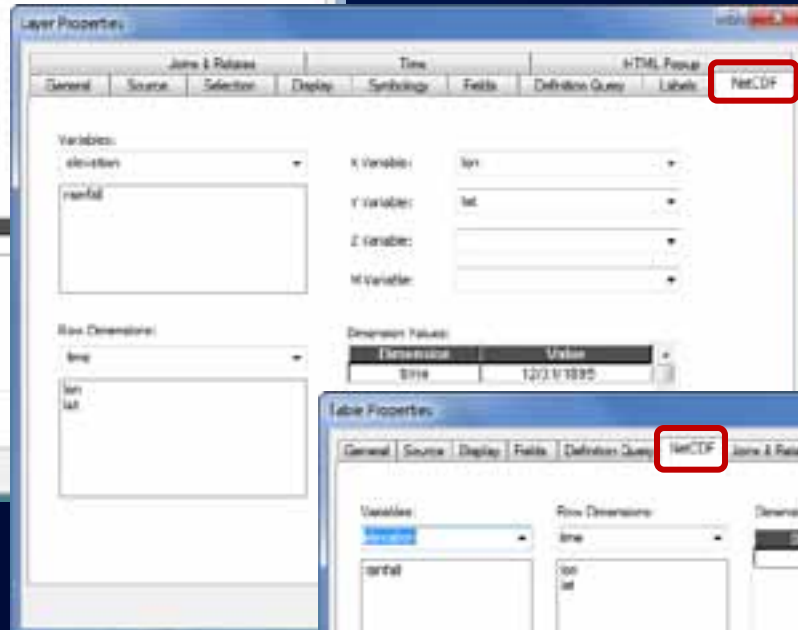 Layer Properties
Joins & Relates Time HTML Popup
General Source Selection Display Symbology Fields Definition Query Labels NetCDF
Variables:
elevation
X Variable: lon
rainfall
Y Variable: lat
Z Variable:
M Variable:
Row Dimensions:
Dimension Values:
time
Dimension Value
time 12/31/1895
lon
lat
Table Properties
General Source Display Fields Definition Query NetCDF Joins &
Variables:
Row Dimensions:
elevation
time
rainfall
lon
lat